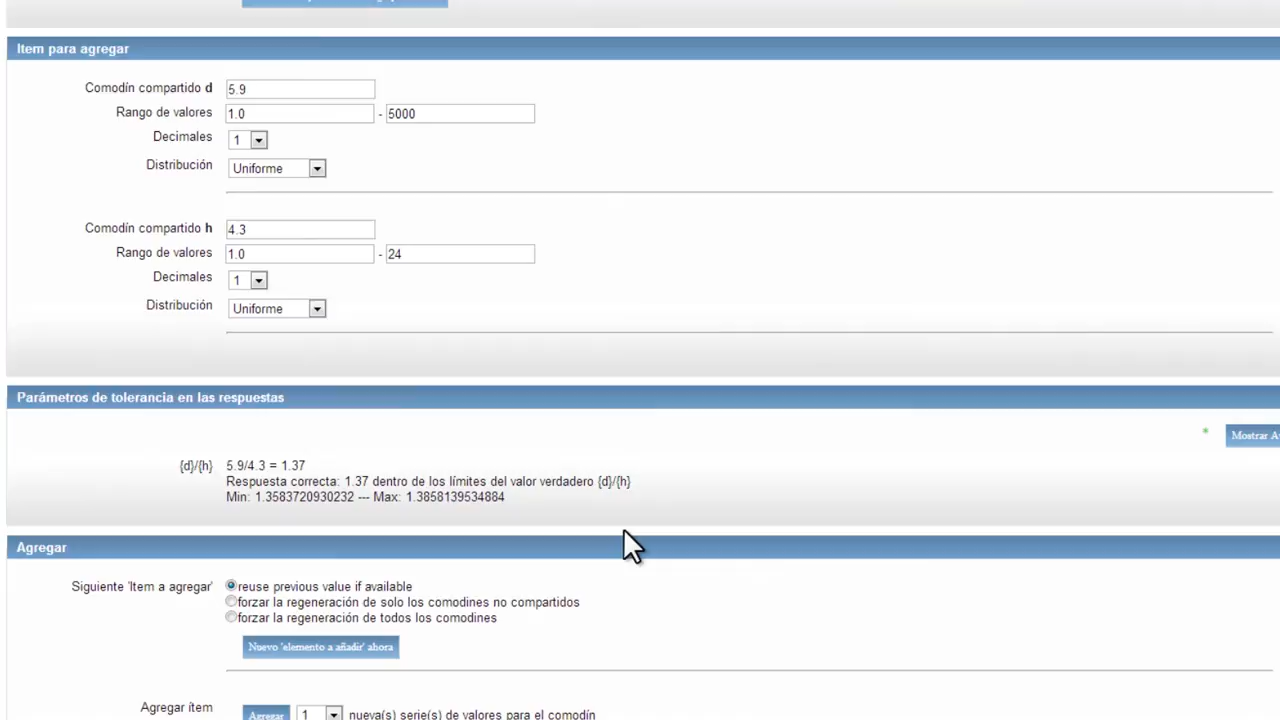 Item para agregar
Comodín compartido d 5.9
Rango de valores 1.0 - 5000
Decimales 1
Distribución Uniforme
Comodín compartido h 4.3
Rango de valores 1.0 - 24
Decimales 1
Distribución Uniforme
Parámetros de tolerancia en las respuestas
* Mostrar
{d}/{h} 5.9/4.3 = 1.37
Respuesta correcta: 1.37 dentro de los límites del valor verdadero {d}/{h}
Min: 1.3583720930232 --- Max: 1.3858139534884
Agregar
Siguiente 'Item a agregar' reuse previous value if available
forzar la regeneración de solo los comodines no compartidos
forzar la regeneración de todos los comodines
Nuevo 'elemento a añadir' ahora
Agregar ítem Agregar 1 nueva(s) serie(s) de valores para el comodín